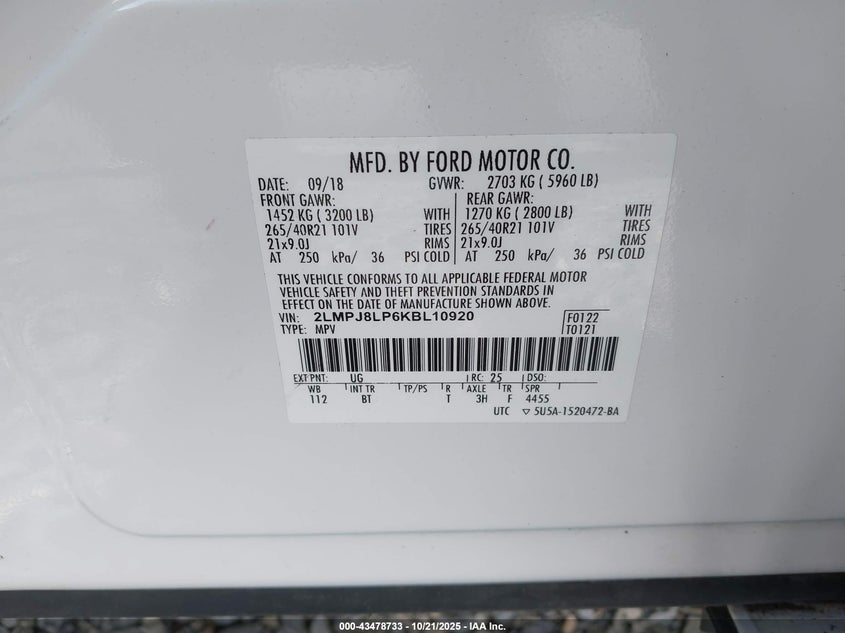 MFD. BY FORD MOTOR CO.
DATE: 09/18 GVWR: 2703 KG ( 5960 LB)
FRONT GAWR: REAR GAWR:
1452 KG ( 3200 LB) WITH 1270 KG ( 2800 LB) WITH
265/40R21 101V TIRES 265/40R21 101V TIRES
21x9.0J RIMS 21x9.0J RIMS
AT 250 kPa/ 36 PSI COLD AT 250 kPa/ 36 PSI COLD
THIS VEHICLE CONFORMS TO ALL APPLICABLE FEDERAL MOTOR
VEHICLE SAFETY AND THEFT PREVENTION STANDARDS IN
EFFECT ON THE DATE OF MANUFACTURE SHOWN ABOVE.
VIN: 2LMPJ8LP6KBL10920 F0122
TYPE: MPV T0121
EXT PNT: UG RC: 25 DSO:
WB INT TR TP/PS R AXLE TR SPR
112 BT T 3H F 4455
UTC ▽ 5U5A-1520472-BA
000-43478733 - 10/21/2025 - IAA Inc.